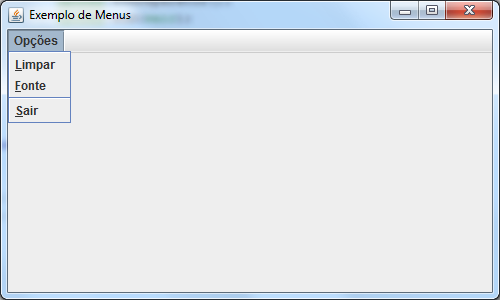 Exemplo de Menus
Opções
Limpar
Fonte
Sair